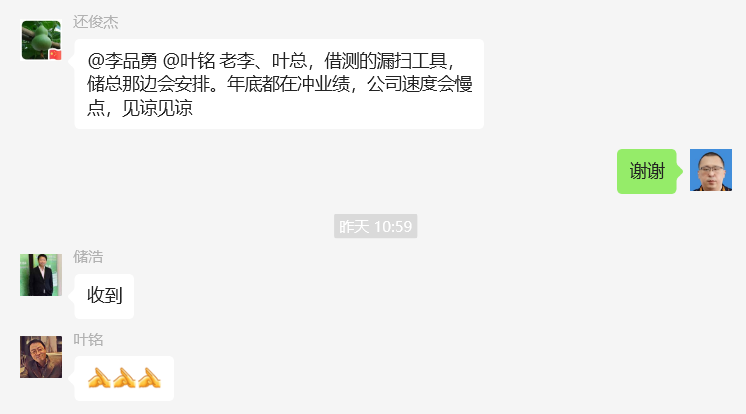 还俊杰
@李品勇 @叶铭 老李、叶总，借测的漏扫工具，
储总那边会安排。年底都在冲业绩，公司速度会慢
点，见谅见谅
谢谢
昨天 10:59
储浩
收到
叶铭